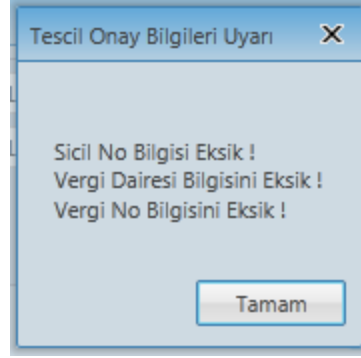 Tescil Onay Bilgileri Uyarı
Sicil No Bilgisi Eksik !
Vergi Dairesi Bilgisini Eksik !
Vergi No Bilgisini Eksik !
Tamam